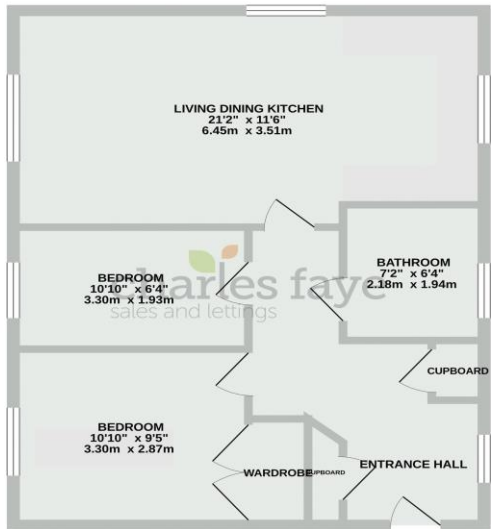 LIVING DINING KITCHEN
21'2" x 11'6"
6.45m x 3.51m
BEDROOM
10'10" x 6'4"
3.30m x 1.93m
BATHROOM
7'2" x 6'4"
2.18m x 1.94m
charles faye
sales and lettings
CUPBOARD
BEDROOM
10'10" x 9'5"
3.30m x 2.87m
WARDROBE
ENTRANCE HALL